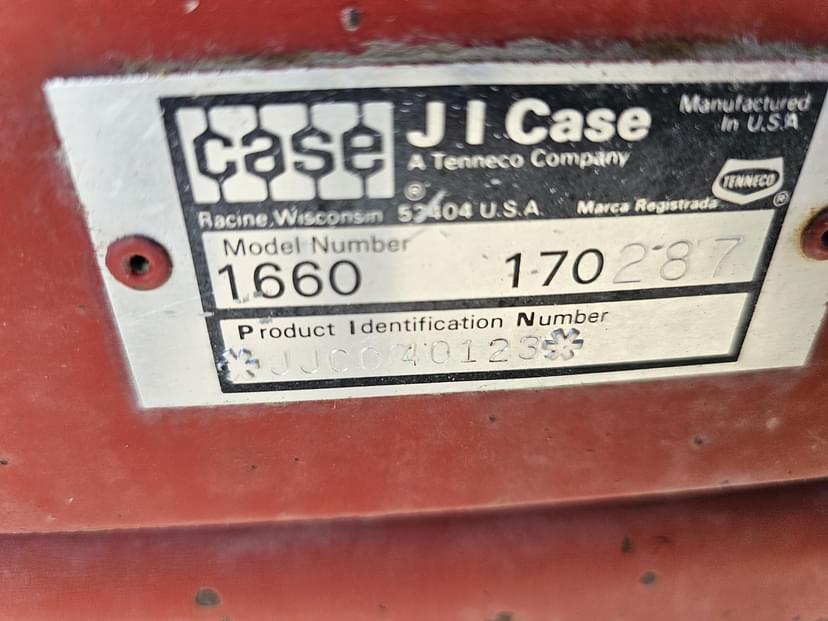 case
J I Case
Manufactured
In U.S.A
A Tenneco Company
TENNECO
®
®
Racine, Wisconsin 53404 U.S.A. Marca Registrada
Model Number
1660 1-70287
Product Identification Number
*JJC0040123*